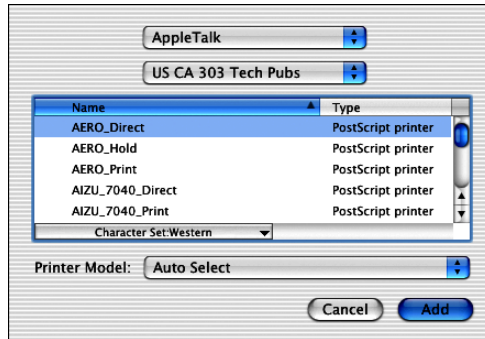 AppleTalk
US CA 303 Tech Pubs
Name Type
AERO_Direct PostScript printer
AERO_Hold PostScript printer
AERO_Print PostScript printer
AIZU_7040_Direct PostScript printer
AIZU_7040_Print PostScript printer
Character Set:Western
Printer Model: Auto Select
Cancel Add